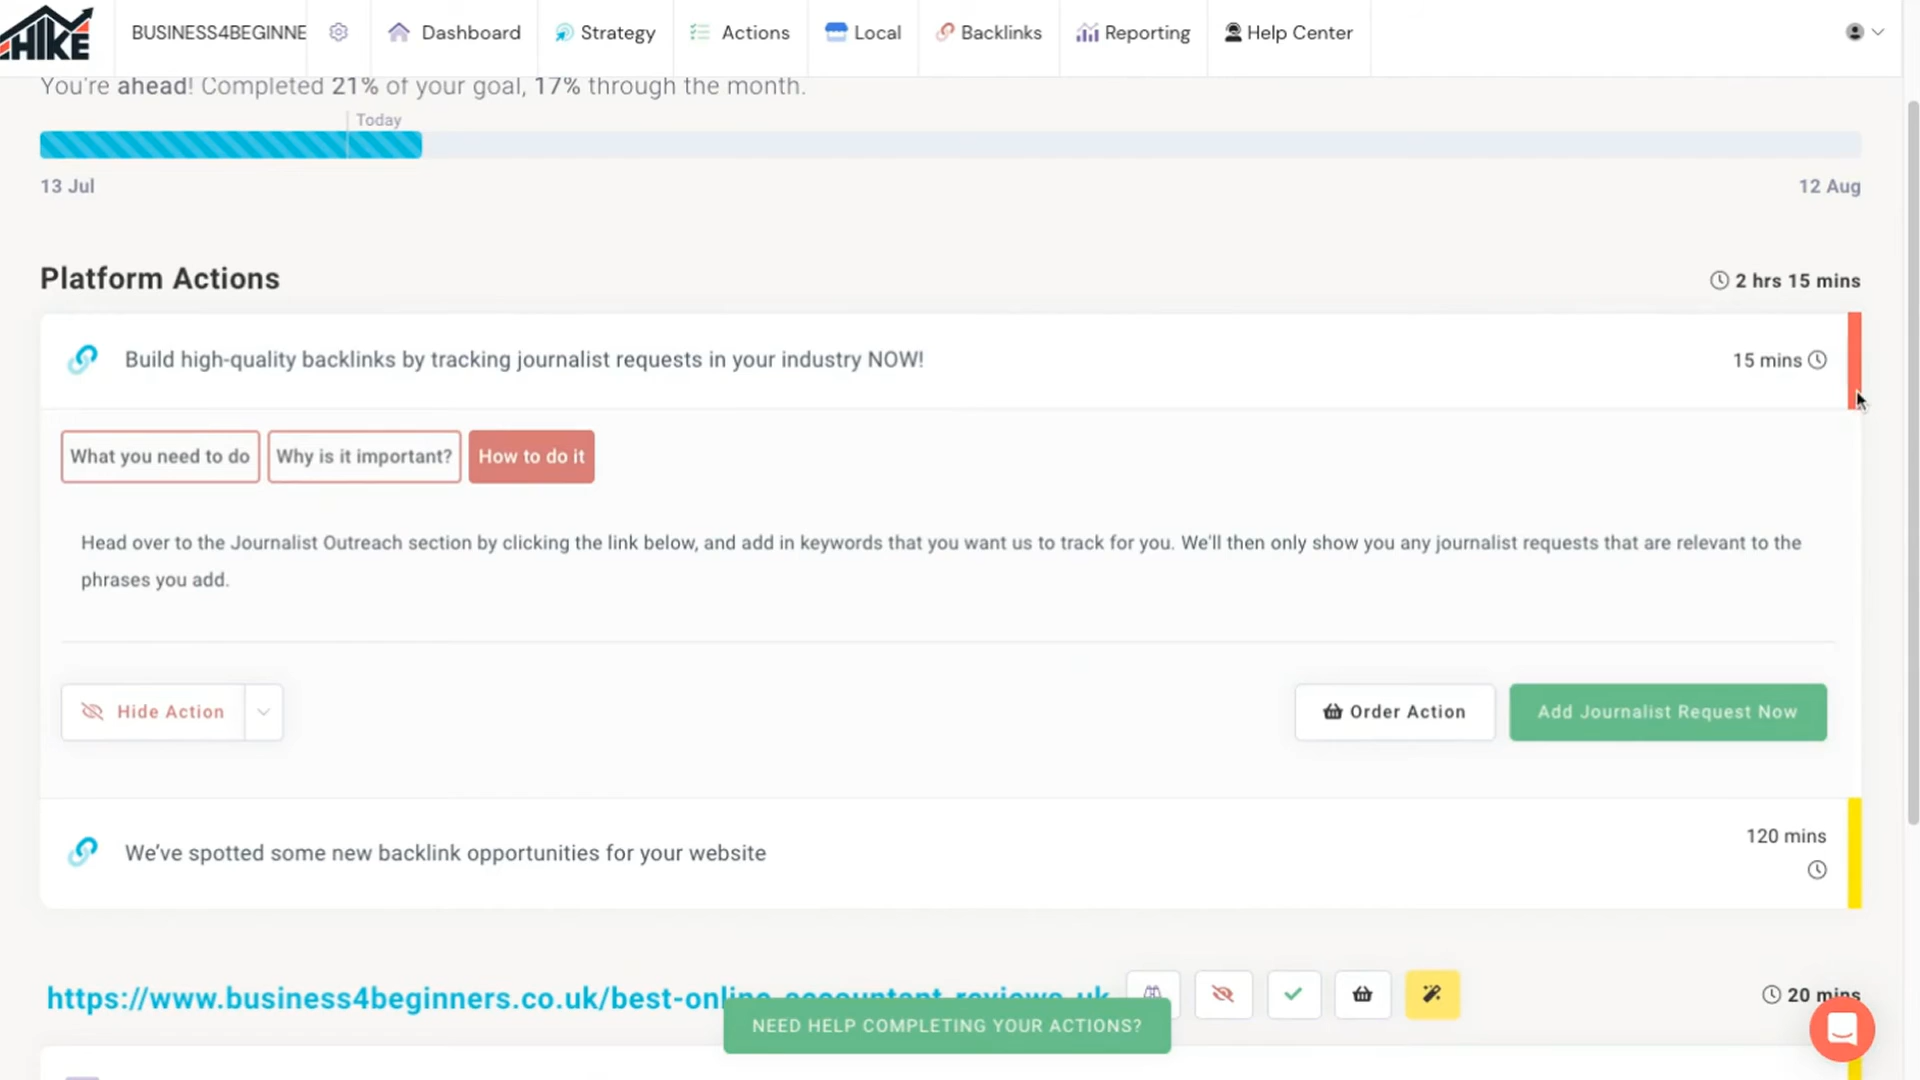 HIKE
BUSINESS4BEGINNE
Dashboard
Strategy
Actions
Local
Backlinks
Reporting
Help Center
You're ahead! Completed 21% of your goal, 17% through the month.
Today
13 Jul
12 Aug
Platform Actions
2 hrs 15 mins
Build high-quality backlinks by tracking journalist requests in your industry NOW!
15 mins
What you need to do
Why is it important?
How to do it
Head over to the Journalist Outreach section by clicking the link below, and add in keywords that you want us to track for you. We'll then only show you any journalist requests that are relevant to the
phrases you add.
Hide Action
Order Action
Add Journalist Request Now
We've spotted some new backlink opportunities for your website
120 mins
https://www.business4beginners.co.uk/best-online-accountant-reviews-uk
20 mins
NEED HELP COMPLETING YOUR ACTIONS?